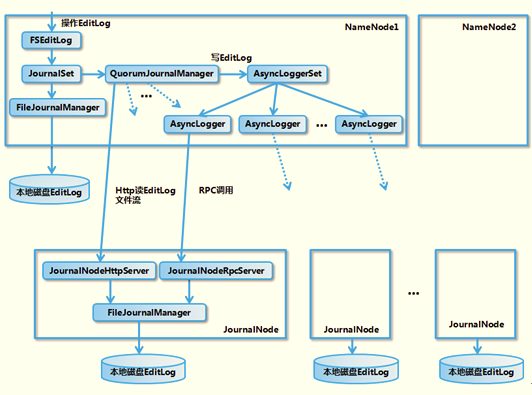 操作EditLog
NameNode1
NameNode2
FSEditLog
写EditLog
JournalSet
QuorumJournalManager
AsyncLoggerSet
...
FileJournalManager
AsyncLogger
AsyncLogger
...
AsyncLogger
本地磁盘EditLog
Http读EditLog
文件流
RPC调用
JournalNodeHttpServer
JournalNodeRpcServer
...
FileJournalManager
JournalNode
JournalNode
JournalNode
本地磁盘EditLog
本地磁盘EditLog
本地磁盘EditLog